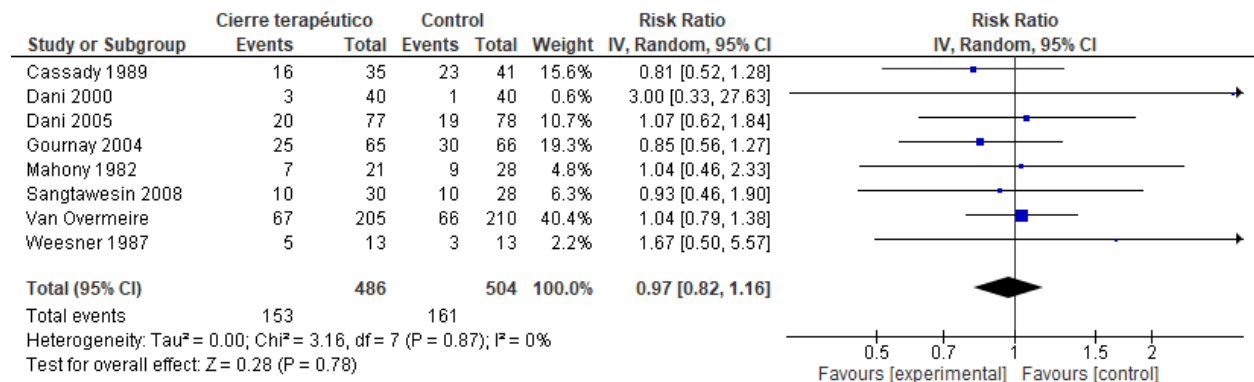 Cierre terapéutico Control Risk Ratio Risk Ratio
Study or Subgroup Events Total Events Total Weight IV, Random, 95% CI IV, Random, 95% CI
Cassady 1989 16 35 23 41 15.6% 0.81 [0.52, 1.28]
Dani 2000 3 40 1 40 0.6% 3.00 [0.33, 27.63]
Dani 2005 20 77 19 78 10.7% 1.07 [0.62, 1.84]
Gournay 2004 25 65 30 66 19.3% 0.85 [0.56, 1.27]
Mahony 1982 7 21 9 28 4.8% 1.04 [0.46, 2.33]
Sangtawesin 2008 10 30 10 28 6.3% 0.93 [0.46, 1.90]
Van Overmeire 67 205 66 210 40.4% 1.04 [0.79, 1.38]
Weesner 1987 5 13 3 13 2.2% 1.67 [0.50, 5.57]
Total (95% CI) 486 504 100.0% 0.97 [0.82, 1.16]
Total events 153 161
Heterogeneity: Tau² = 0.00; Chi² = 3.16, df = 7 (P = 0.87); I² = 0%
Test for overall effect: Z = 0.28 (P = 0.78)
0.5 0.7 1 1.5 2
Favours [experimental] Favours [control]